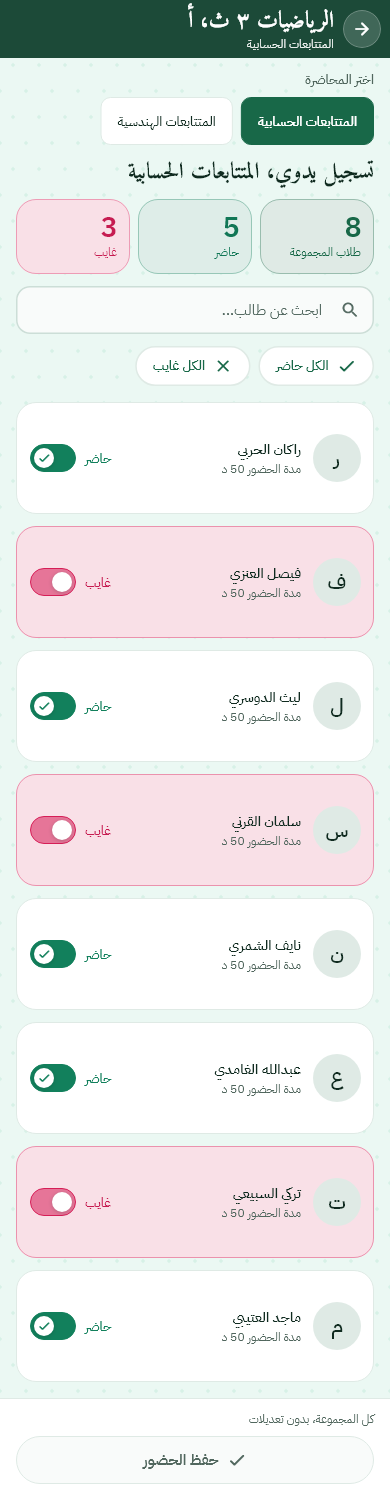 الرياضيات ٣ ث، أ
المتتابعات الحسابية
اختر المحاضرة
المتتابعات الحسابية
المتتابعات الهندسية
تسجيل يدوي، المتتابعات الحسابية
8
طلاب المجموعة
5
حاضر
3
غايب
ابحث عن طالب...
الكل حاضر
الكل غايب
ر
راكان الحربي
مدة الحضور 50 د
حاضر
ف
فيصل العنزي
مدة الحضور 50 د
غايب
ل
ليث الدوسري
مدة الحضور 50 د
حاضر
س
سلمان القرني
مدة الحضور 50 د
غايب
ن
نايف الشمري
مدة الحضور 50 د
حاضر
ع
عبدالله الغامدي
مدة الحضور 50 د
حاضر
ت
تركي السبيعي
مدة الحضور 50 د
غايب
م
ماجد العتيبي
مدة الحضور 50 د
حاضر
كل المجموعة، بدون تعديلات
حفظ الحضور